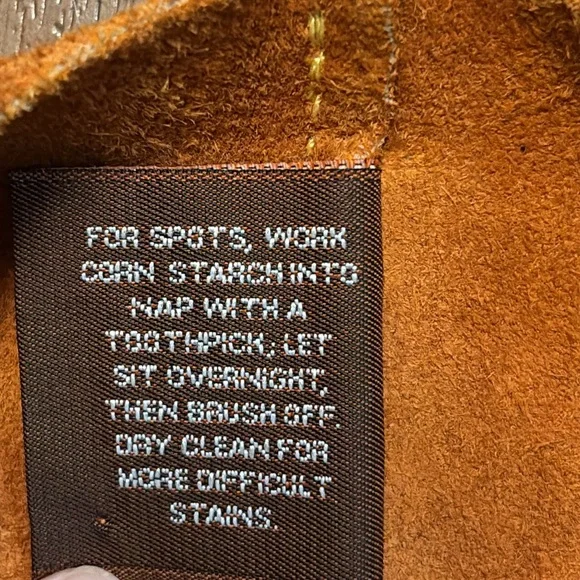 FOR SPOTS, WORK
CORN STARCH INTO
NAP WITH A
TOOTHPICK; LET
SIT OVERNIGHT,
THEN BRUSH OFF.
DRY CLEAN FOR
MORE DIFFICULT
STAINS.